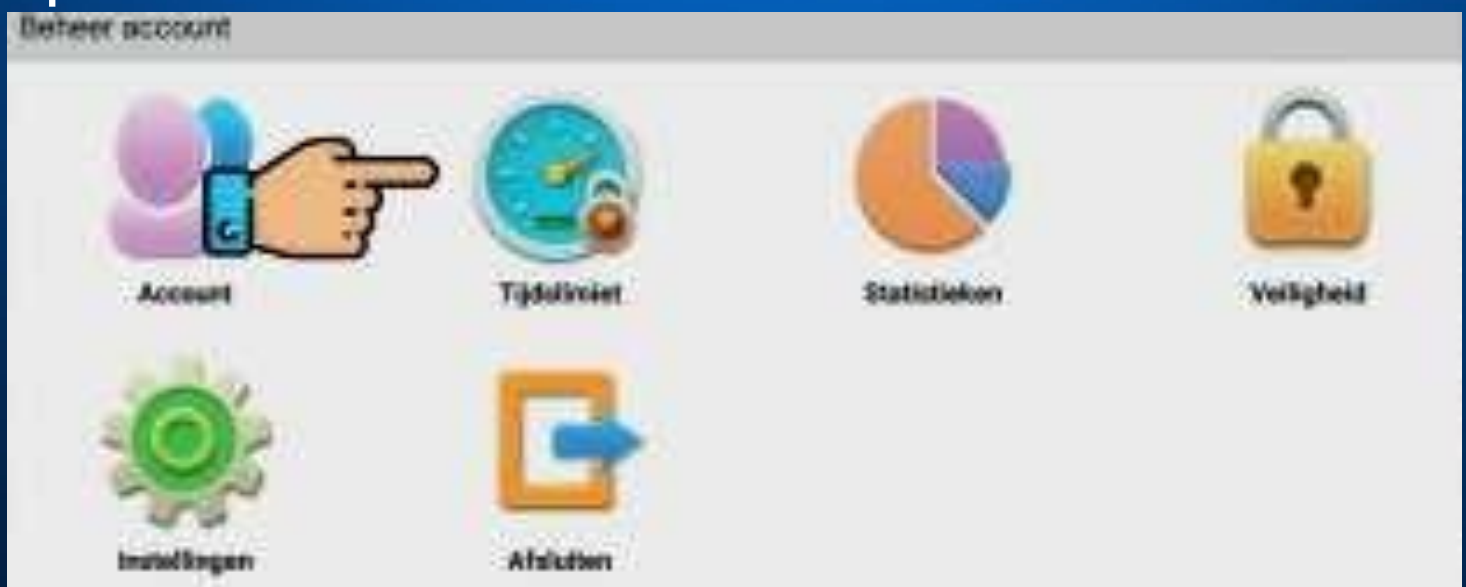 Beheer account
Account
Tijdslimiet
Statistieken
Veiligheid
Instellingen
Afsluiten